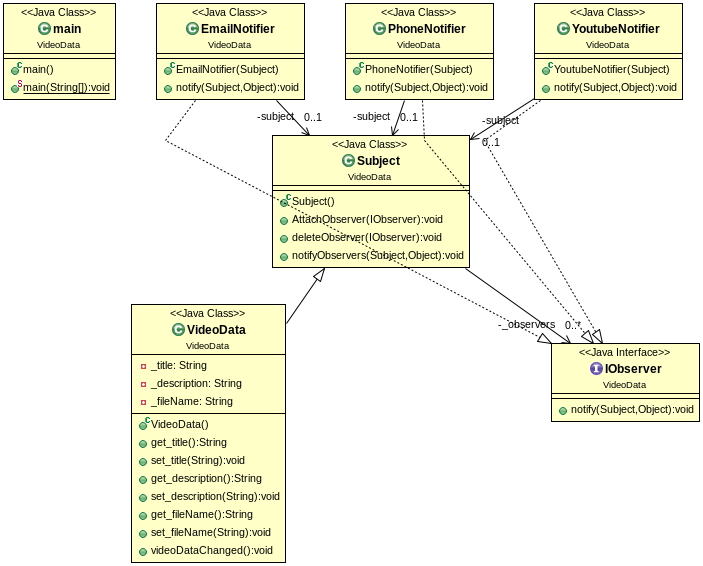 <<Java Class>>
main
VideoData
main()
main(String[]):void
<<Java Class>>
EmailNotifier
VideoData
EmailNotifier(Subject)
notify(Subject,Object):void
<<Java Class>>
PhoneNotifier
VideoData
PhoneNotifier(Subject)
notify(Subject,Object):void
<<Java Class>>
YoutubeNotifier
VideoData
YoutubeNotifier(Subject)
notify(Subject,Object):void
-subject
0..1
-subject
0..1
-subject
0..1
<<Java Class>>
Subject
VideoData
Subject()
AttachObserver(IObserver):void
deleteObserver(IObserver):void
notifyObservers(Subject,Object):void
-_observers
0..*
<<Java Class>>
VideoData
VideoData
_title: String
_description: String
_fileName: String
VideoData()
get_title():String
set_title(String):void
get_description():String
set_description(String):void
get_fileName():String
set_fileName(String):void
videoDataChanged():void
<<Java Interface>>
IObserver
VideoData
notify(Subject,Object):void